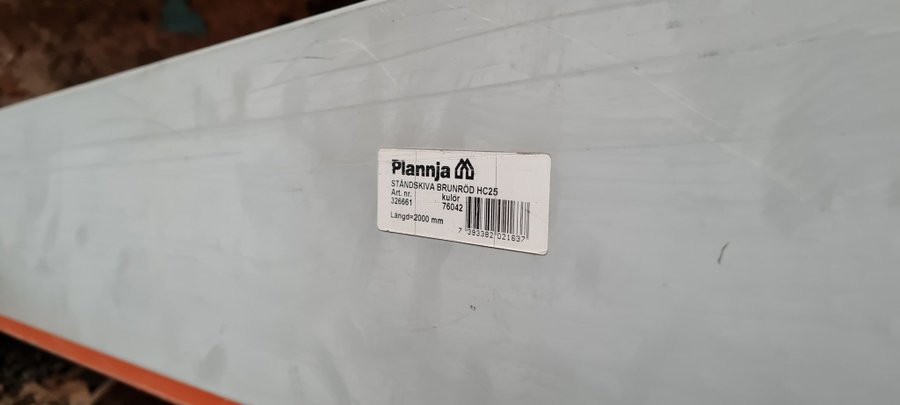 Plannja
STÅNDSKIVA BRUNRÖD HC25
Art. nr. kulör
326661 76042
Längd=2000 mm
7 393382 021837